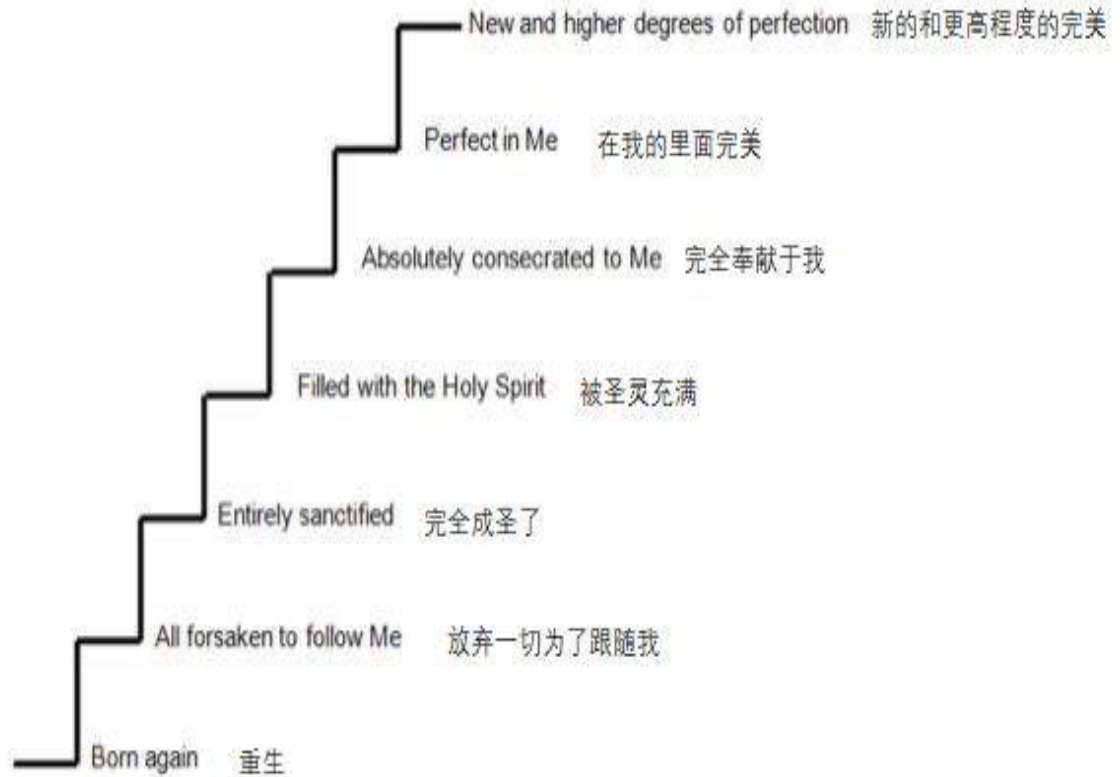 New and higher degrees of perfection 新的和更高程度的完美
Perfect in Me 在我的里面完美
Absolutely consecrated to Me 完全奉献于我
Filled with the Holy Spirit 被圣灵充满
Entirely sanctified 完全成圣了
All forsaken to follow Me 放弃一切为了跟随我
Born again 重生